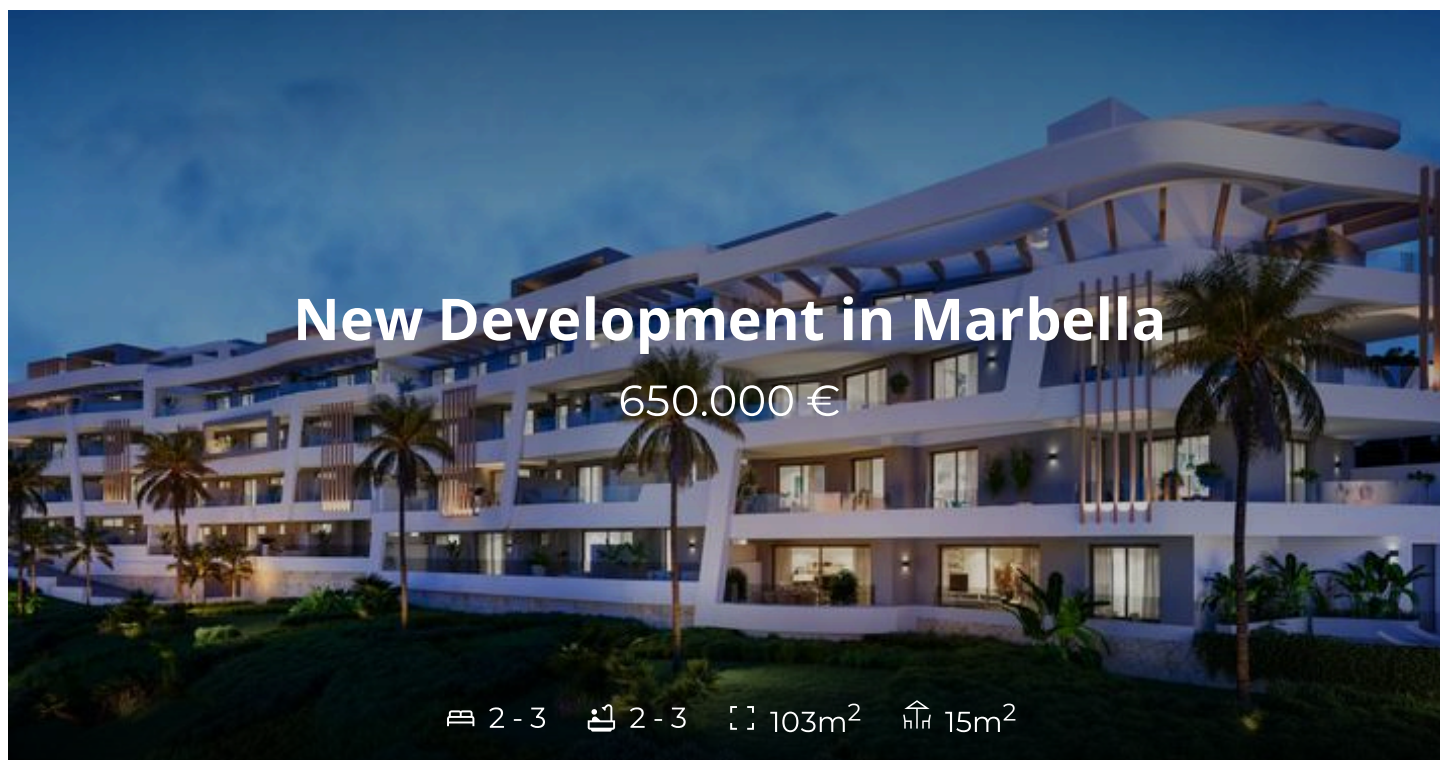 New Development in Marbella
650.000 €
2 - 3 2 - 3 103m² 15m²